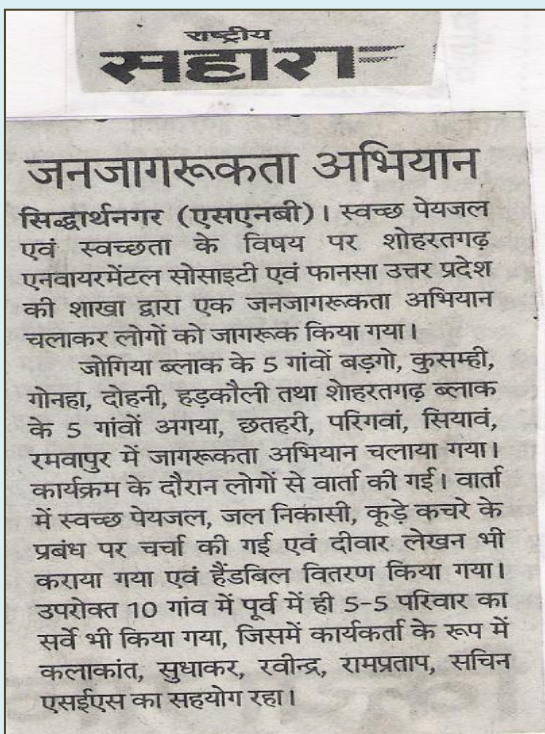 राष्ट्रीय
सहारा
जनजागरूकता अभियान
सिद्धार्थनगर (एसएनबी)। स्वच्छ पेयजल
एवं स्वच्छता के विषय पर शोहरतगढ़
एनवायरमेंटल सोसाइटी एवं फानसा उत्तर प्रदेश
की शाखा द्वारा एक जनजागरूकता अभियान
चलाकर लोगों को जागरूक किया गया।
जोगिया ब्लाक के 5 गांवों बड़गो, कुसम्ही,
गोनहा, दोहनी, हड़कौली तथा शोहरतगढ़ ब्लाक
के 5 गांवों अगया, छतहरी, परिगवां, सियावं,
रमवापुर में जागरूकता अभियान चलाया गया।
कार्यक्रम के दौरान लोगों से वार्ता की गई। वार्ता
में स्वच्छ पेयजल, जल निकासी, कूड़े कचरे के
प्रबंध पर चर्चा की गई एवं दीवार लेखन भी
कराया गया एवं हैंडबिल वितरण किया गया।
उपरोक्त 10 गांव में पूर्व में ही 5-5 परिवार का
सर्वे भी किया गया, जिसमें कार्यकर्ता के रूप में
कलाकांत, सुधाकर, रवीन्द्र, रामप्रताप, सचिन
एसईएस का सहयोग रहा।